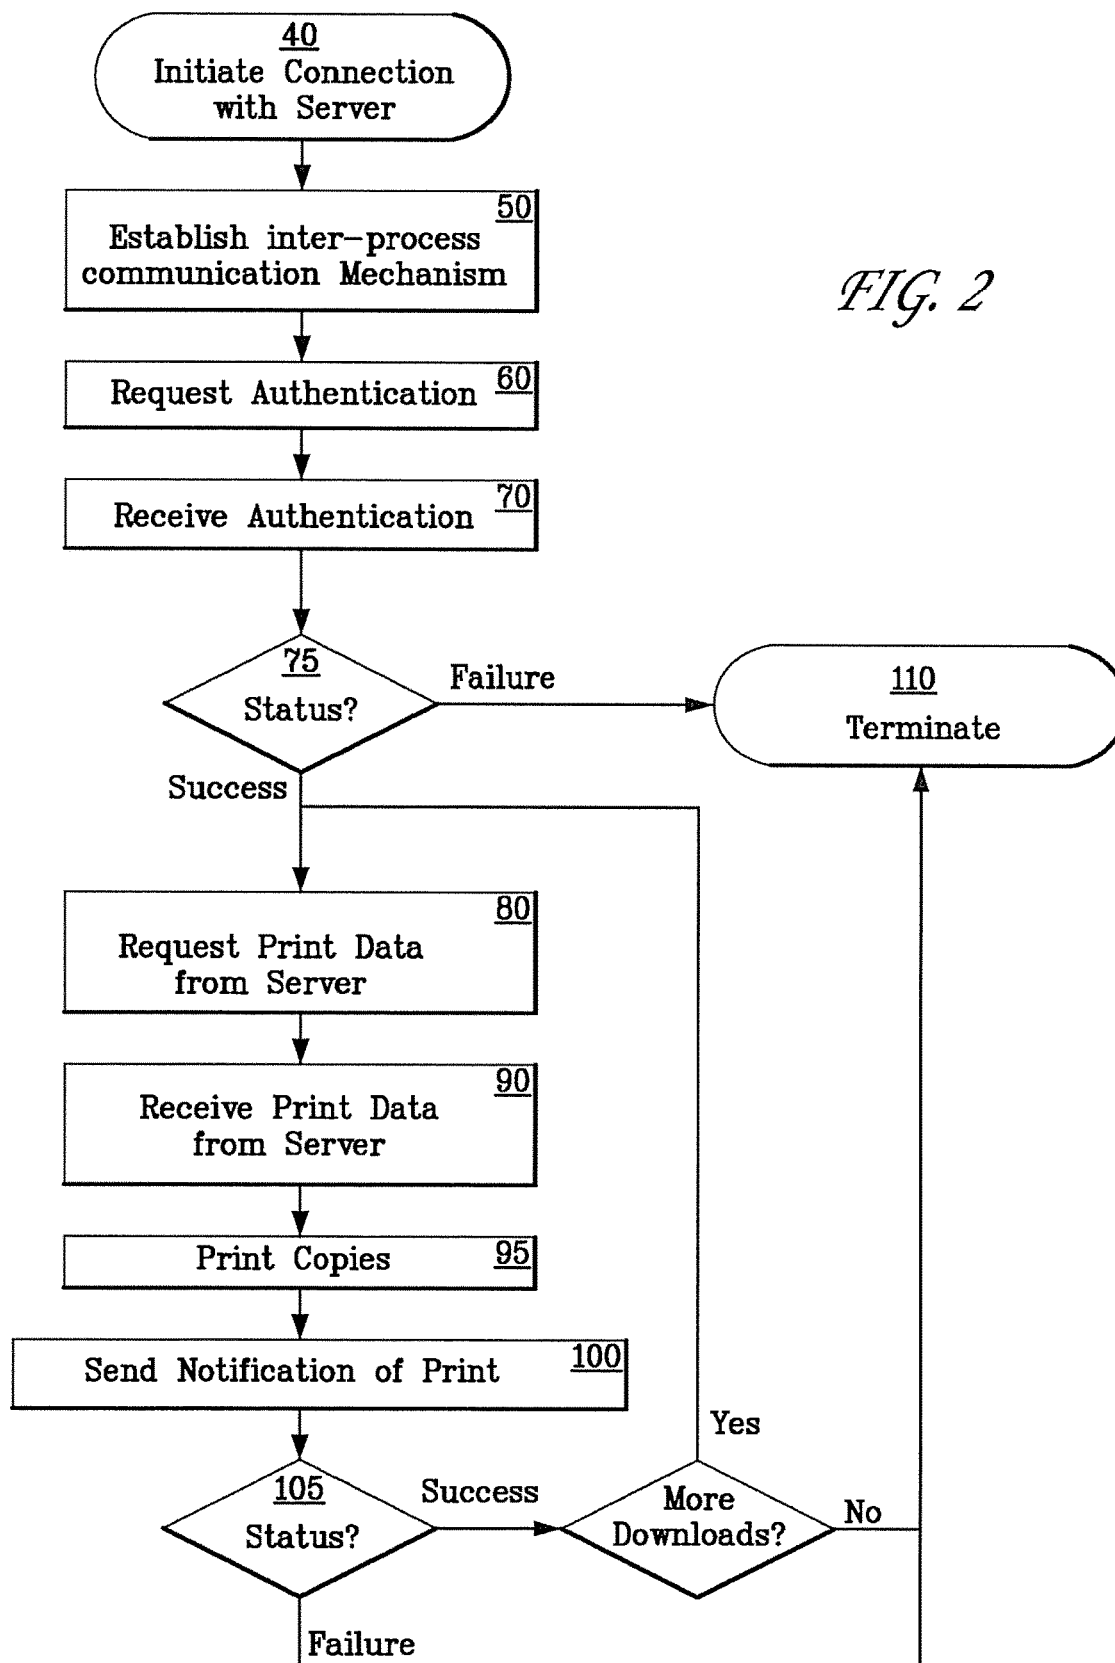 40
Initiate Connection
with Server
50
Establish inter-process
communication Mechanism
FIG. 2
60
Request Authentication
70
Receive Authentication
75
Status?
Failure
110
Terminate
Success
80
Request Print Data
from Server
90
Receive Print Data
from Server
Print Copies
95
Send Notification of Print
100
Yes
105
Status?
Success
More
Downloads?
No
Failure